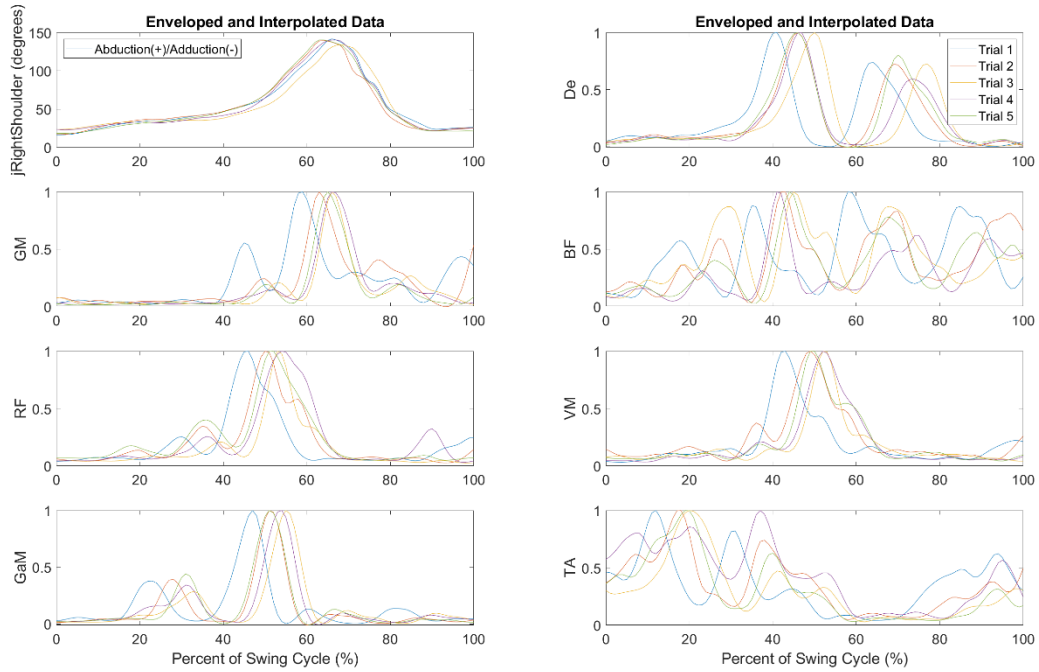 Enveloped and Interpolated Data
jRightShoulder (degrees)
150
100
50
0
Abduction(+)/Adduction(-)
0 20 40 60 80 100
Enveloped and Interpolated Data
De
1
0.5
0
Trial 1
Trial 2
Trial 3
Trial 4
Trial 5
0 20 40 60 80 100
GM
1
0.5
0
0 20 40 60 80 100
BF
1
0.5
0
0 20 40 60 80 100
RF
1
0.5
0
0 20 40 60 80 100
VM
1
0.5
0
0 20 40 60 80 100
GaM
1
0.5
0
0 20 40 60 80 100
Percent of Swing Cycle (%)
TA
1
0.5
0
0 20 40 60 80 100
Percent of Swing Cycle (%)